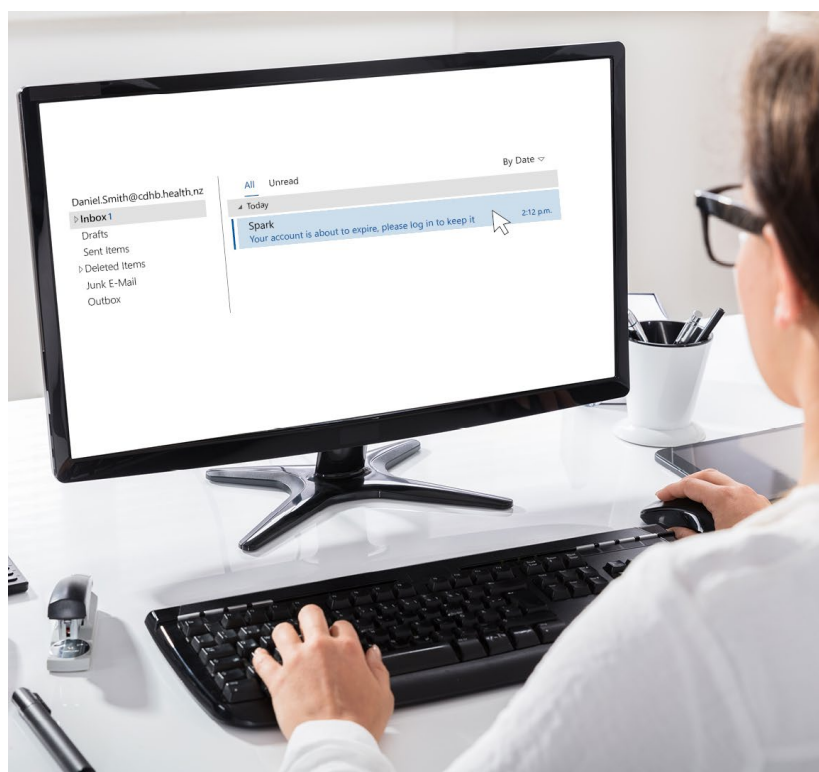 Daniel.Smith@cdhb.health.nz
Inbox 1
Drafts
Sent Items
Deleted Items
Junk E-Mail
Outbox
All Unread
By Date
Today
Spark
Your account is about to expire, please log in to keep it
2:12 p.m.